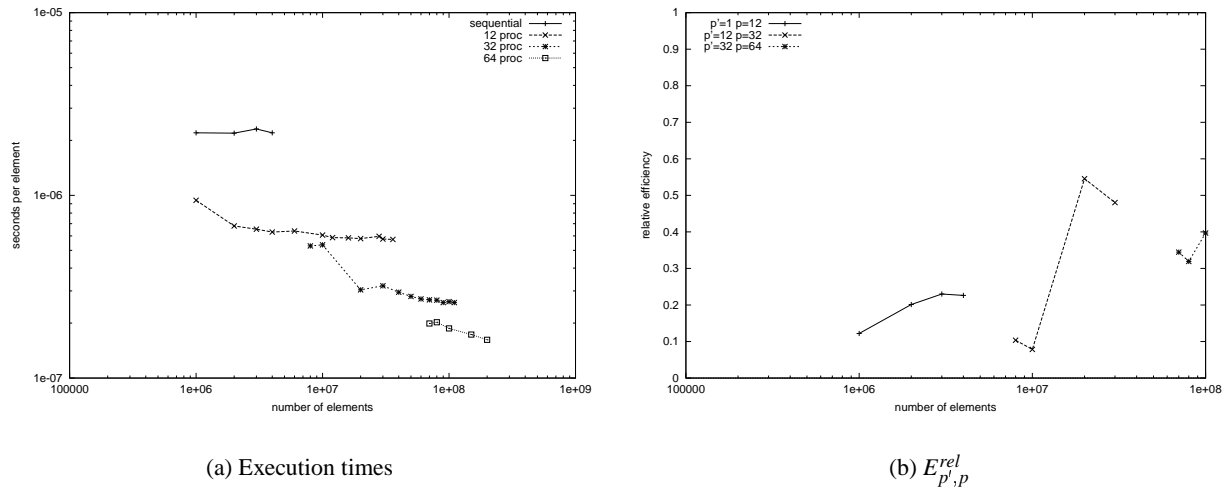 1e-05
1e-06
1e-07
seconds per element
100000
1e+06
1e+07
1e+08
1e+09
number of elements
sequential
12 proc
32 proc
64 proc
(a) Execution times
1
0.9
0.8
0.7
0.6
0.5
0.4
0.3
0.2
0.1
0
relative efficiency
100000
1e+06
1e+07
1e+08
number of elements
p'=1 p=12
p'=12 p=32
p'=32 p=64
(b) E^{rel}_{p',p}